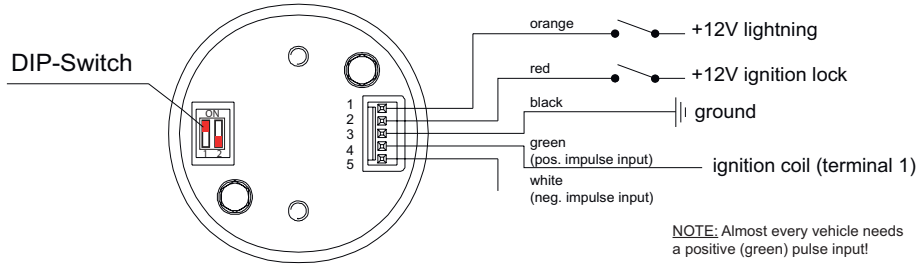 DIP-Switch
ON
1 2
1
2
3
4
5
orange
+12V lightning
red
+12V ignition lock
black
ground
green
(pos. impulse input)
ignition coil (terminal 1)
white
(neg. impulse input)
NOTE: Almost every vehicle needs
a positive (green) pulse input!